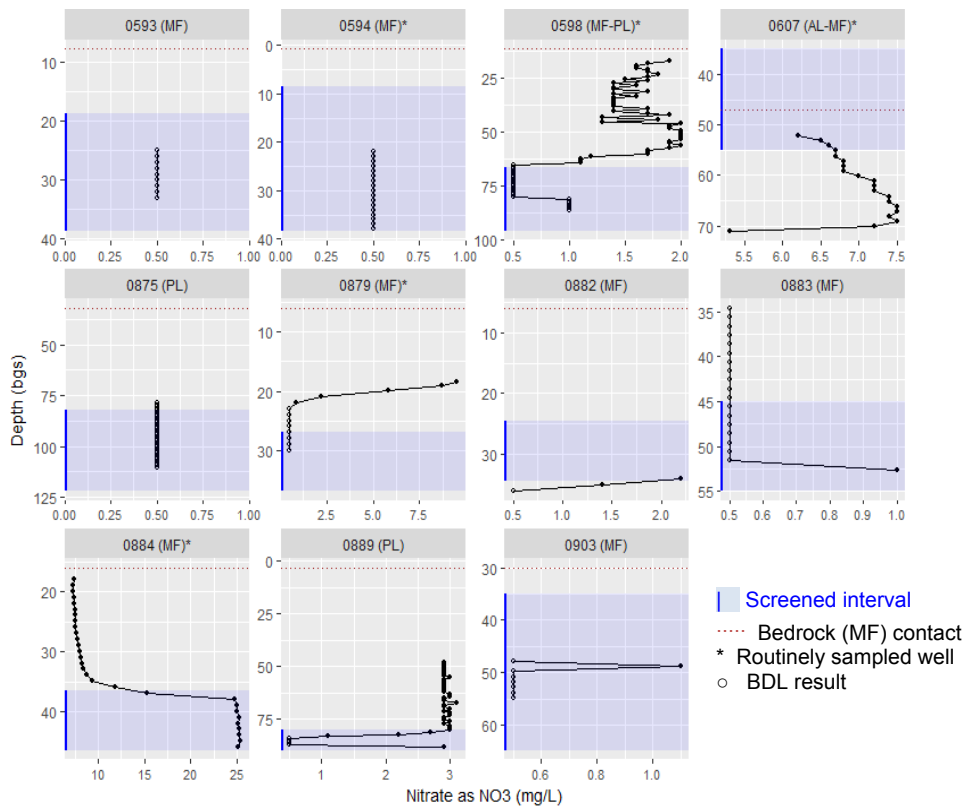 0593 (MF) 0594 (MF)* 0598 (MF-PL)* 0607 (AL-MF)*
10 20 30 40
0 10 20 30 40
25 50 75 100
40 50 60 70
0.00 0.25 0.50 0.75 1.00
0.00 0.25 0.50 0.75 1.00
0.5 1.0 1.5 2.0
5.5 6.0 6.5 7.0 7.5
0875 (PL) 0879 (MF)* 0882 (MF) 0883 (MF)
Depth (bgs)
50 75 100 125
10 20 30
10 20 30
35 40 45 50 55
0.00 0.25 0.50 0.75 1.00
2.5 5.0 7.5
0.5 1.0 1.5 2.0
0.5 0.6 0.7 0.8 0.9 1.0
0884 (MF)* 0889 (PL) 0903 (MF)
20 30 40
0 25 50 75
30 40 50 60
10 15 20 25
1 2 3
0.6 0.8 1.0
Nitrate as NO3 (mg/L)
Screened interval
Bedrock (MF) contact
* Routinely sampled well
BDL result